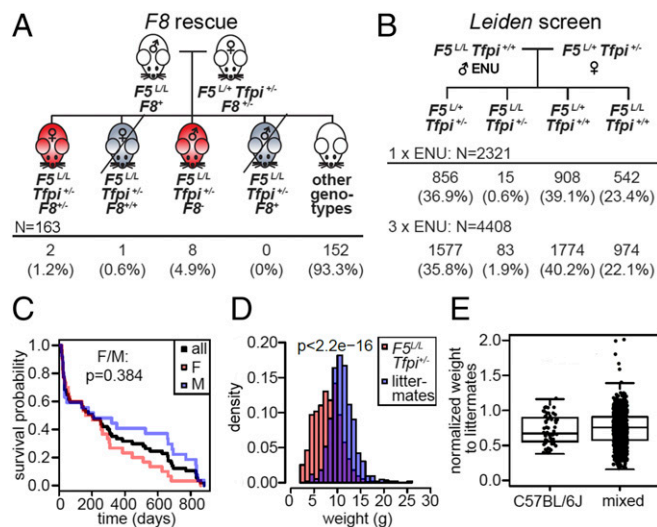 A
F8 rescue
♂ ♀
F5 L/L F5 L/+ Tfpi +/-
F8 + F8 +/-
♀ ♀ ♂ ♂
F5 L/L F5 L/L F5 L/L F5 L/L other
Tfpi +/- Tfpi +/- Tfpi +/- Tfpi +/- geno-
F8 +/- F8 +/+ F8 - F8 + types
N=163
2 1 8 0 152
(1.2%) (0.6%) (4.9%) (0%) (93.3%)
B
Leiden screen
F5 L/L Tfpi +/+ F5 L/+ Tfpi +/-
♂ ENU ♀
F5 L/+ F5 L/L F5 L/+ F5 L/L
Tfpi +/- Tfpi +/- Tfpi +/+ Tfpi +/+
1 x ENU: N=2321
856 15 908 542
(36.9%) (0.6%) (39.1%) (23.4%)
3 x ENU: N=4408
1577 83 1774 974
(35.8%) (1.9%) (40.2%) (22.1%)
C
survival probability
1.0
0.8
0.6
0.4
0.2
0.0
F/M:
p=0.384
all
F
M
0 200 400 600 800
time (days)
D
density
0.20
0.15
0.10
0.05
0.00
p<2.2e−16
F5 L/L
Tfpi +/-
litter-
mates
0 5 10 15 20 25 30
weight (g)
E
normalized weight
to littermates
2.0
1.5
1.0
0.5
0.0
C57BL/6J mixed